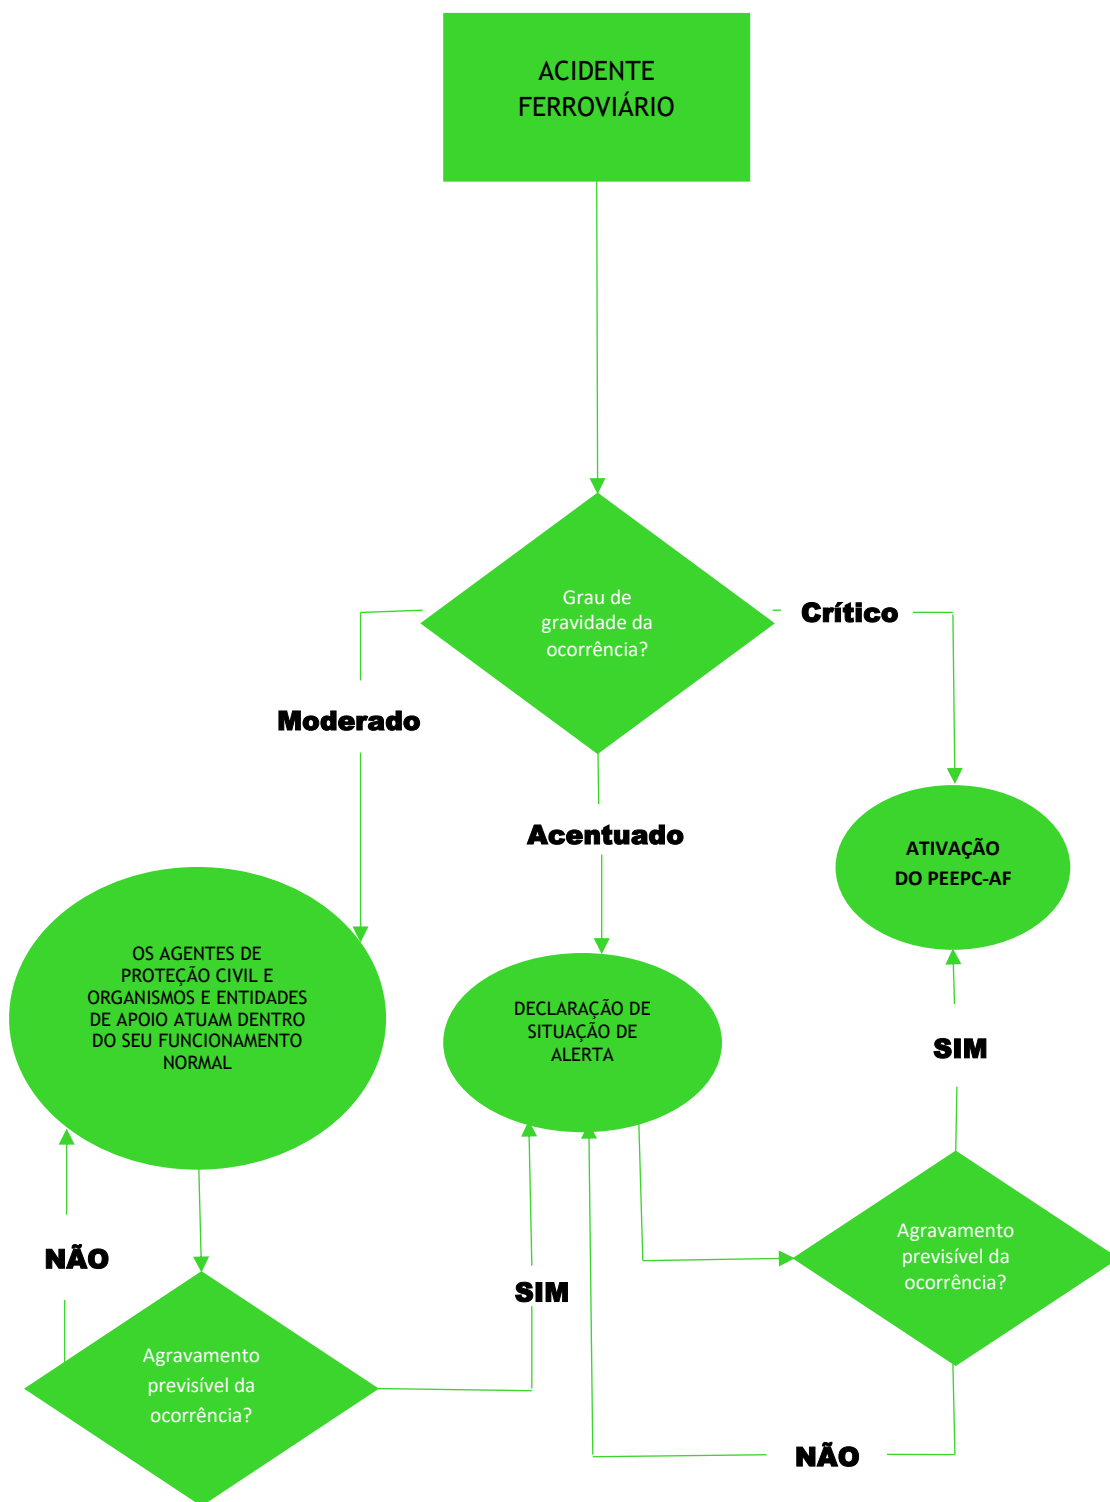 ACIDENTE
FERROVIÁRIO
Grau de
gravidade da
ocorrência?
Crítico
Moderado
Acentuado
ATIVAÇÃO
DO PEEPC-AF
OS AGENTES DE
PROTEÇÃO CIVIL E
ORGANISMOS E ENTIDADES
DE APOIO ATUAM DENTRO
DO SEU FUNCIONAMENTO
NORMAL
DECLARAÇÃO DE
SITUAÇÃO DE
ALERTA
SIM
NÃO
Agravamento
previsível da
ocorrência?
SIM
Agravamento
previsível da
ocorrência?
NÃO